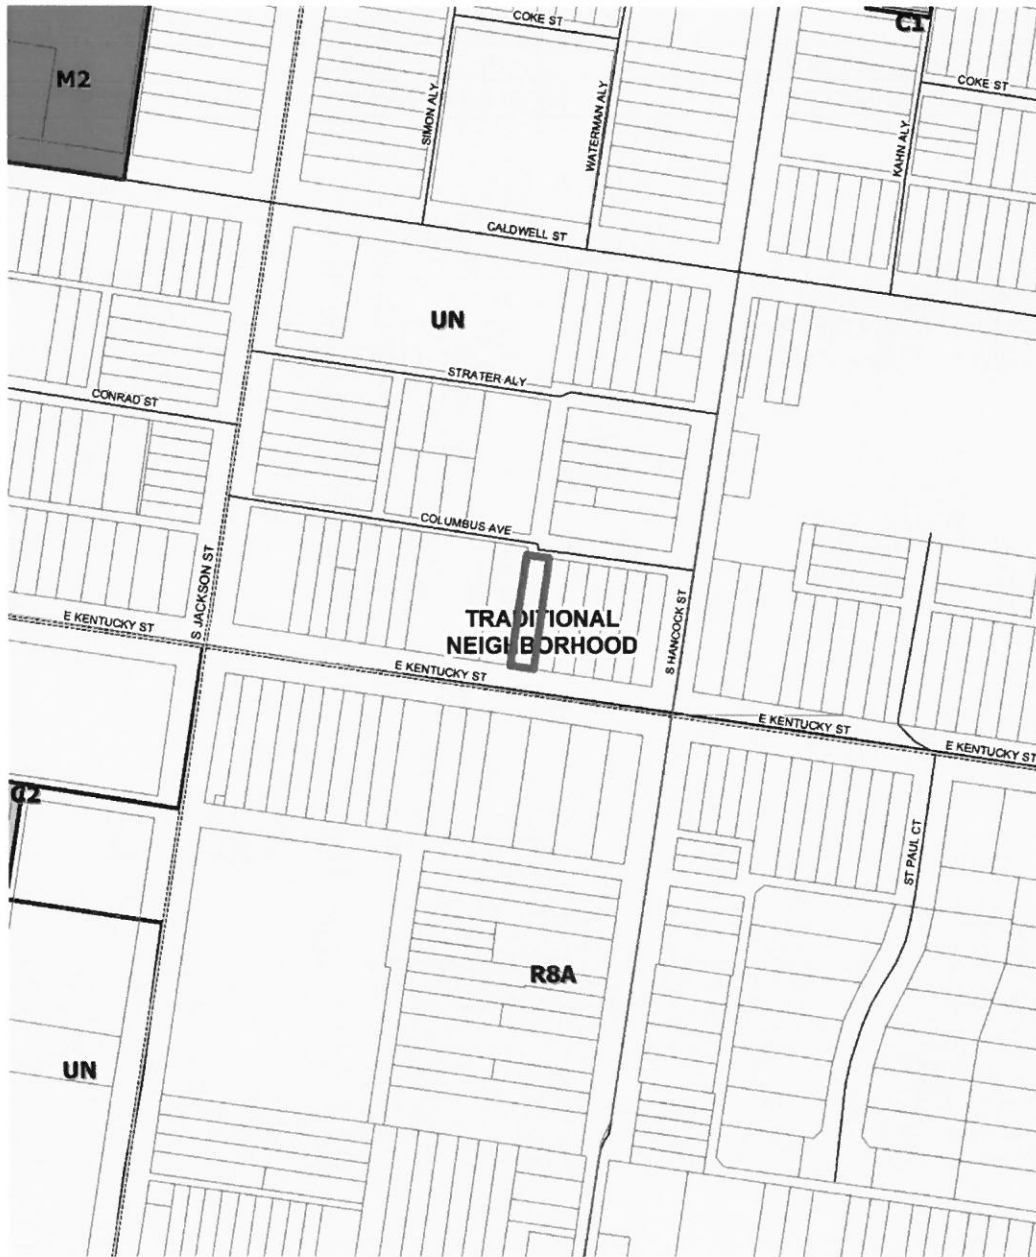 COKE ST
C1
M2
COKE ST
SIMON ALY
WATERMAN ALY
KAHN ALY
CALDWELL ST
UN
STRATER ALY
CONRAD ST
COLUMBUS AVE
S JACKSON ST
TRADITIONAL
NEIGHBORHOOD
E KENTUCKY ST
S HANCOCK ST
E KENTUCKY ST
E KENTUCKY ST
E KENTUCKY ST
C2
ST PAUL CT
R8A
UN